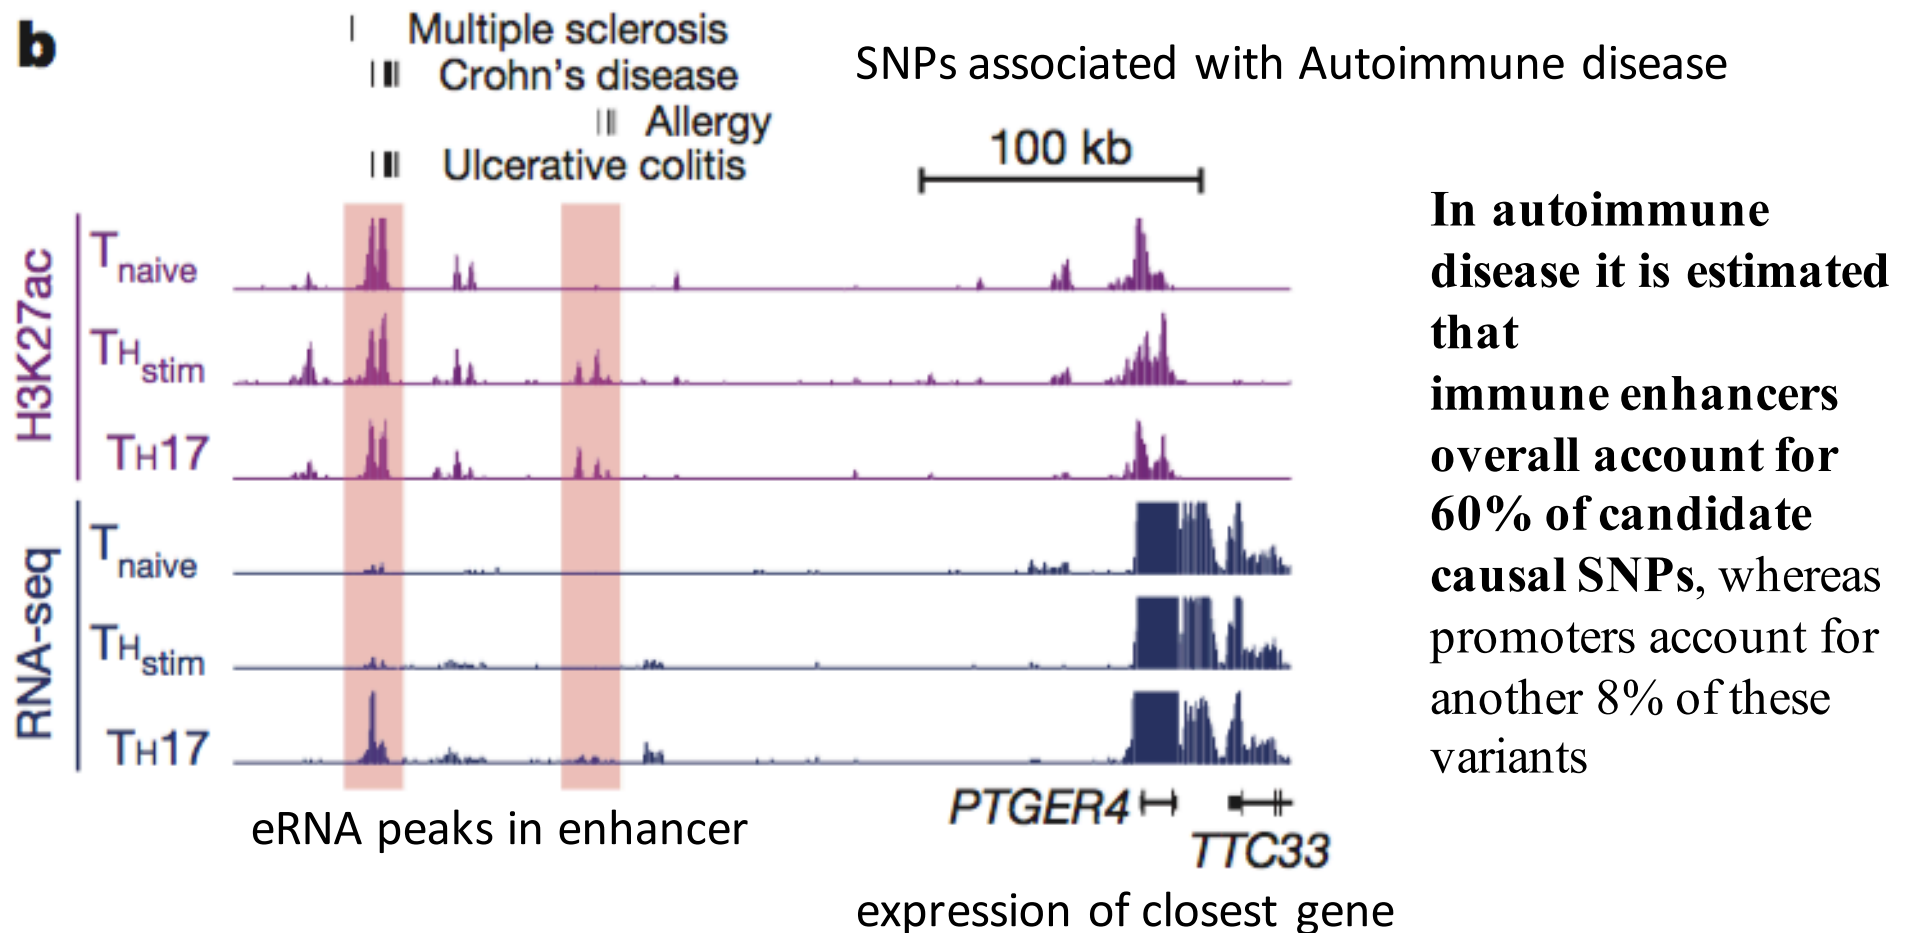 b
Multiple sclerosis
Crohn's disease
Allergy
Ulcerative colitis
SNPs associated with Autoimmune disease
100 kb
H3K27ac
Tnaive
THstim
TH17
RNA-seq
Tnaive
THstim
TH17
PTGER4
TTC33
eRNA peaks in enhancer
expression of closest gene
In autoimmune
disease it is estimated
that
immune enhancers
overall account for
60% of candidate
causal SNPs, whereas
promoters account for
another 8% of these
variants